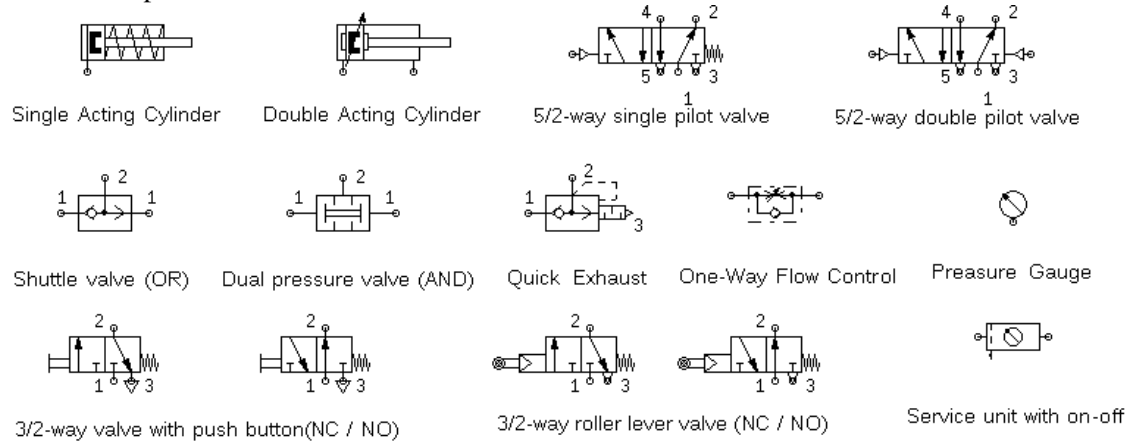 4 2
5 3
1
4 2
5 3
1
Single Acting Cylinder
Double Acting Cylinder
5/2-way single pilot valve
5/2-way double pilot valve
1 2 1
1 2 1
1 2
3
Shuttle valve (OR)
Dual pressure valve (AND)
Quick Exhaust
One-Way Flow Control
Preasure Gauge
2
1 3
2
1 3
2
1 3
2
1 3
3/2-way valve with push button(NC / NO)
3/2-way roller lever valve (NC / NO)
Service unit with on-off